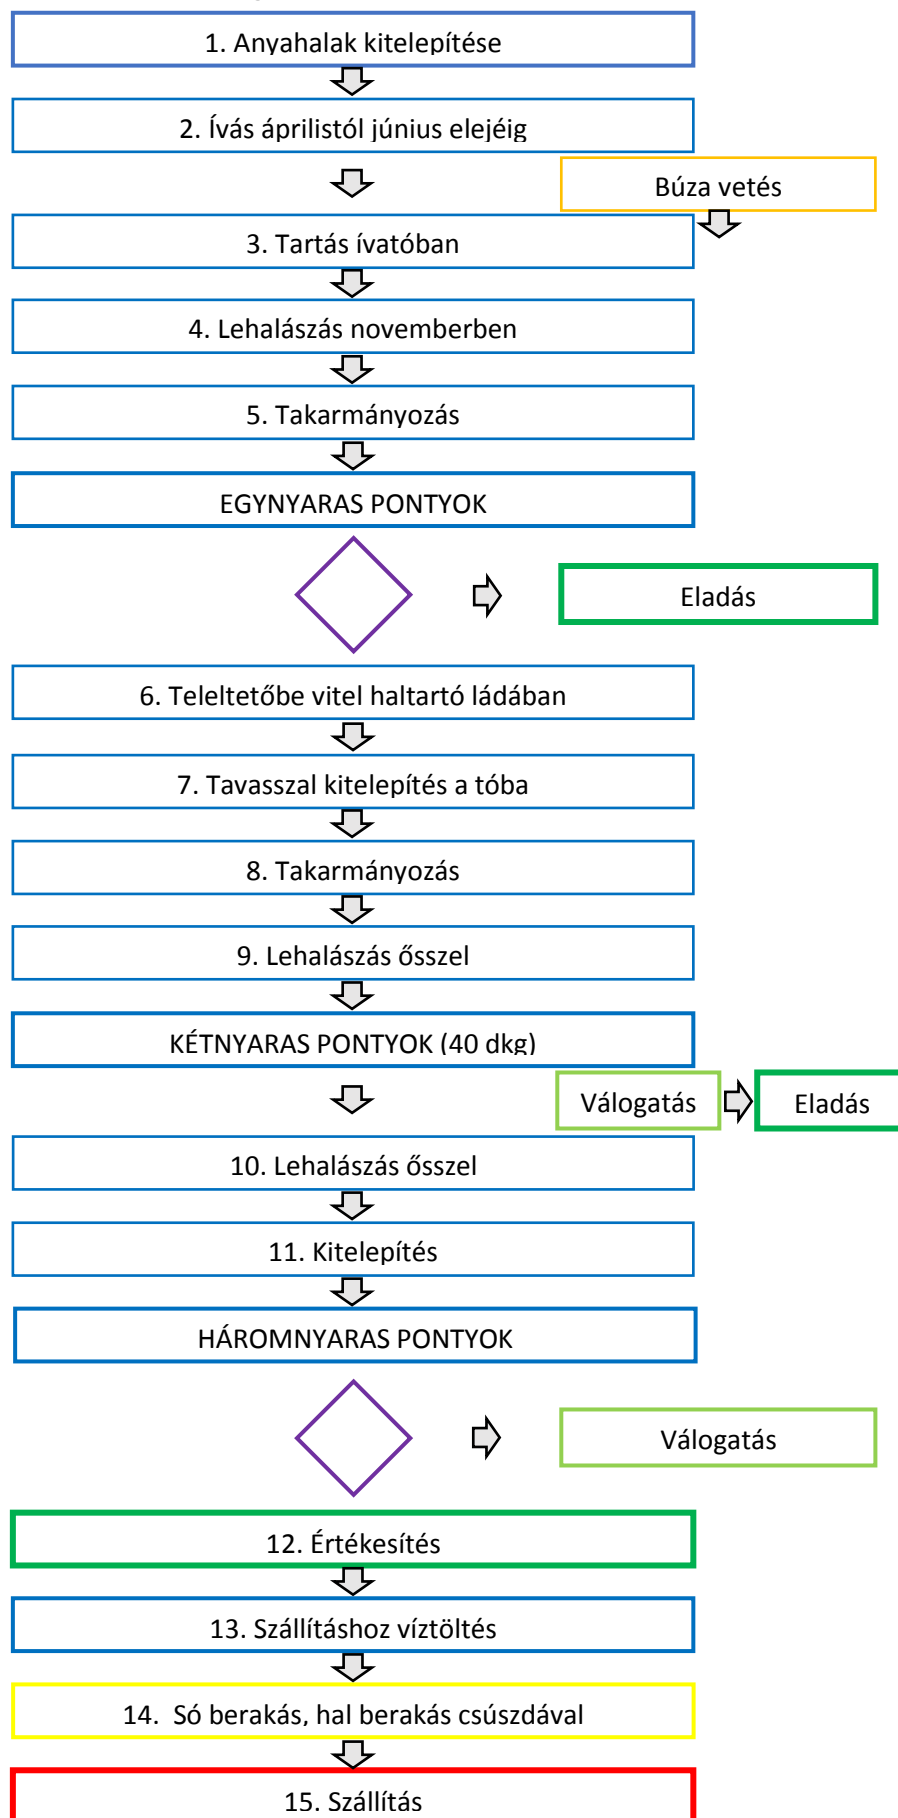 1. Anyahalak kitelepítése
2. Ívás áprilistól június elejéig
Búza vetés
3. Tartás ívatóban
4. Lehalászás novemberben
5. Takarmányozás
EGYNYARAS PONTYOK
Eladás
6. Teleltetőbe vitel haltartó ládában
7. Tavasszal kitelepítés a tóba
8. Takarmányozás
9. Lehalászás ősszel
KÉTNYARAS PONTYOK (40 dkg)
Válogatás
Eladás
10. Lehalászás ősszel
11. Kitelepítés
HÁROMNYARAS PONTYOK
Válogatás
12. Értékesítés
13. Szállításhoz víztöltés
14. Só berakás, hal berakás csúszdával
15. Szállítás